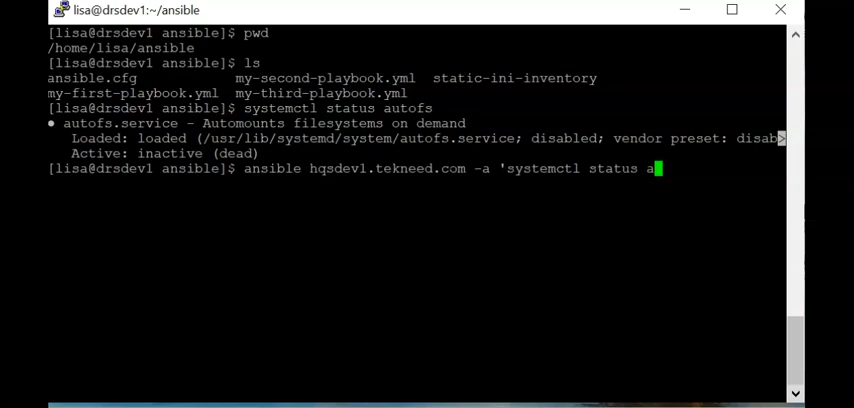 lisa@drsdev1:~/ansible
[lisa@drsdev1 ansible]$ pwd
/home/lisa/ansible
[lisa@drsdev1 ansible]$ ls
ansible.cfg             my-second-playbook.yml  static-ini-inventory
my-first-playbook.yml  my-third-playbook.yml
[lisa@drsdev1 ansible]$ systemctl status autofs
● autofs.service - Automounts filesystems on demand
   Loaded: loaded (/usr/lib/systemd/system/autofs.service; disabled; vendor preset: disab>
   Active: inactive (dead)
[lisa@drsdev1 ansible]$ ansible hqsdev1.tekneed.com -a 'systemctl status a